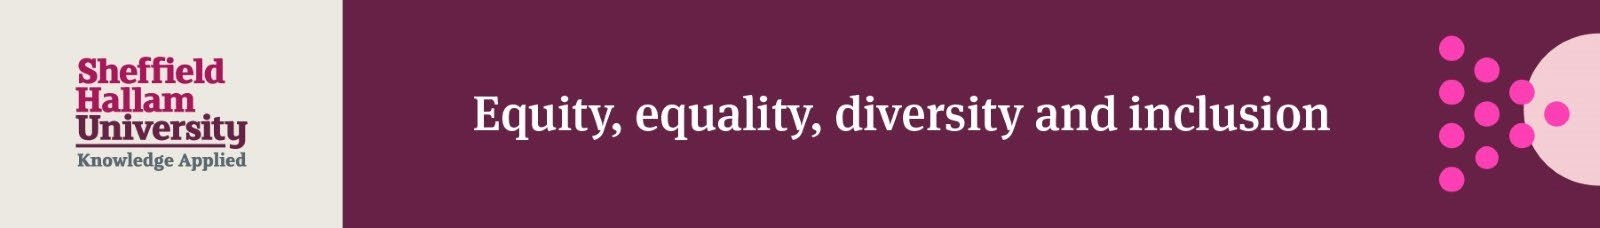 Sheffield
Hallam
University
Knowledge Applied
Equity, equality, diversity and inclusion